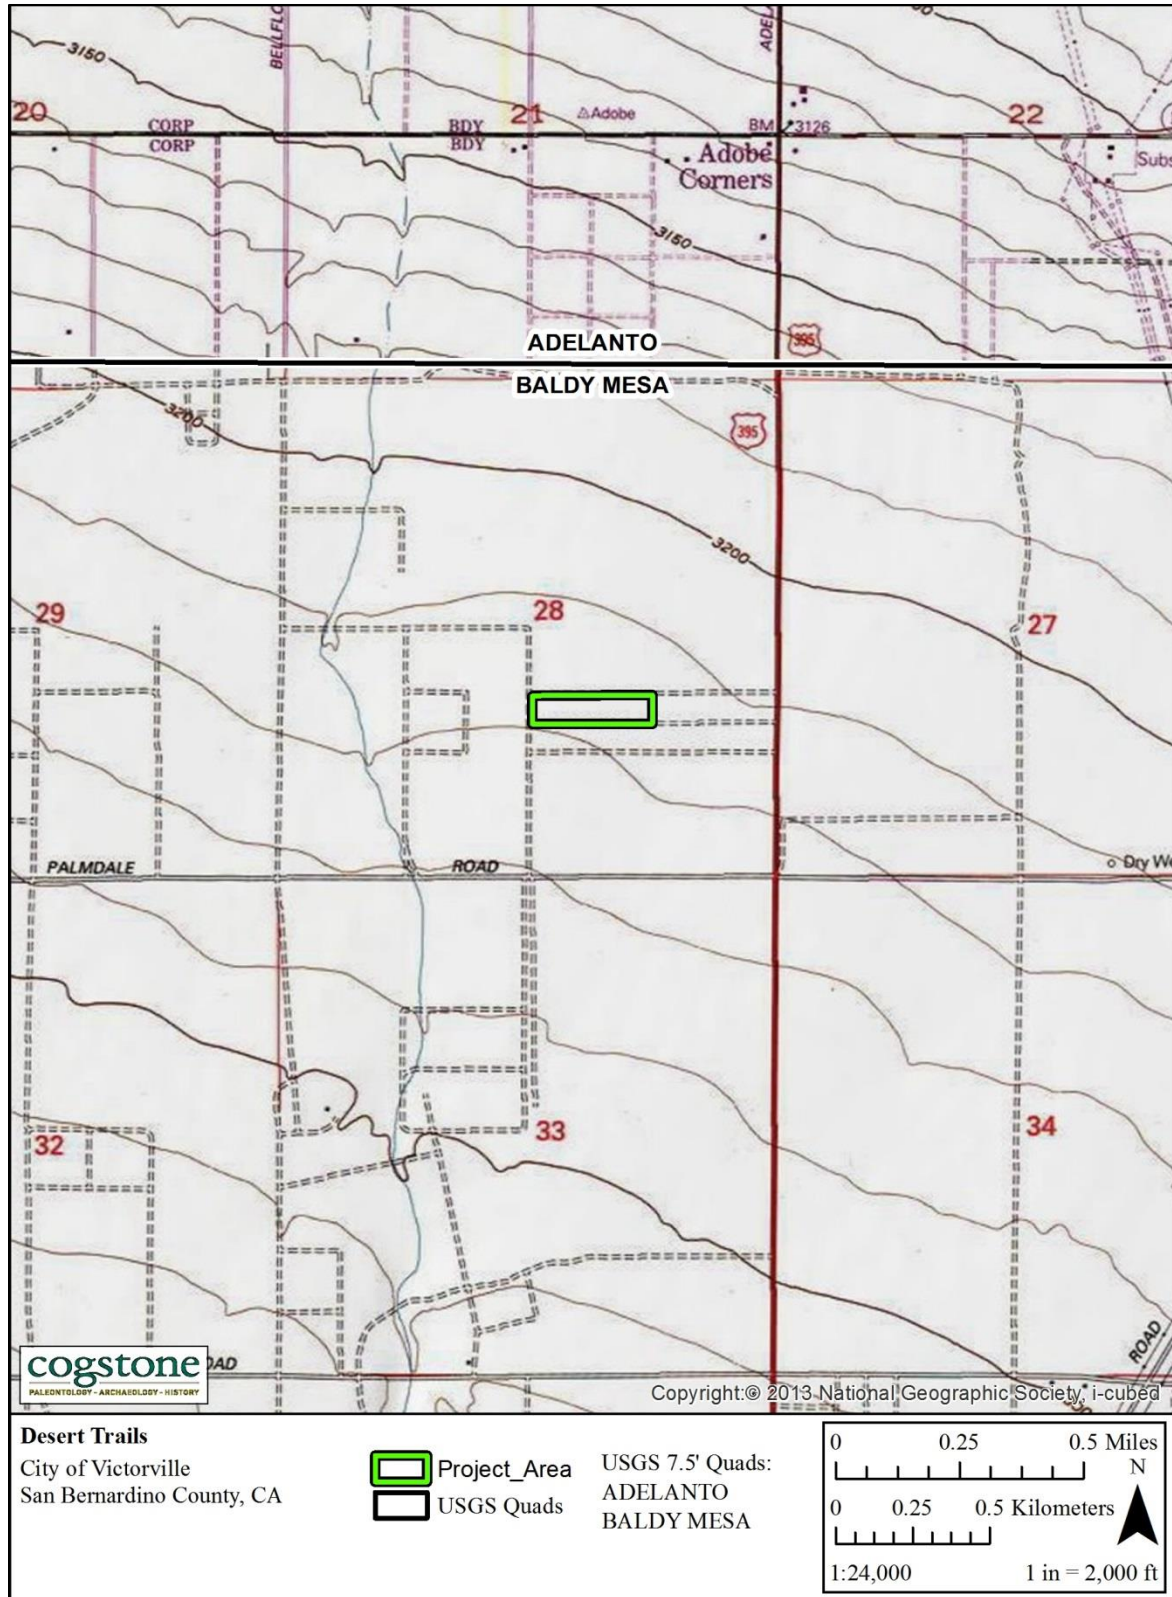 BELLFLO
ADEL
3150
20
21
22
Adobe
CORP
BDY
BM
3126
CORP
BDY
Adobe
Corners
Subs
3150
ADELANTO
395
BALDY MESA
3200
395
3200
29
28
27
PALMDALE
ROAD
Dry We
32
33
34
ROAD
cogstone
PALEONTOLOGY - ARCHAEOLOGY - HISTORY
OAD
Copyright:© 2013 National Geographic Society, i-cubed
Desert Trails
City of Victorville
San Bernardino County, CA
Project_Area
USGS Quads
USGS 7.5' Quads:
ADELANTO
BALDY MESA
0 0.25 0.5 Miles
N
0 0.25 0.5 Kilometers
1:24,000 1 in = 2,000 ft